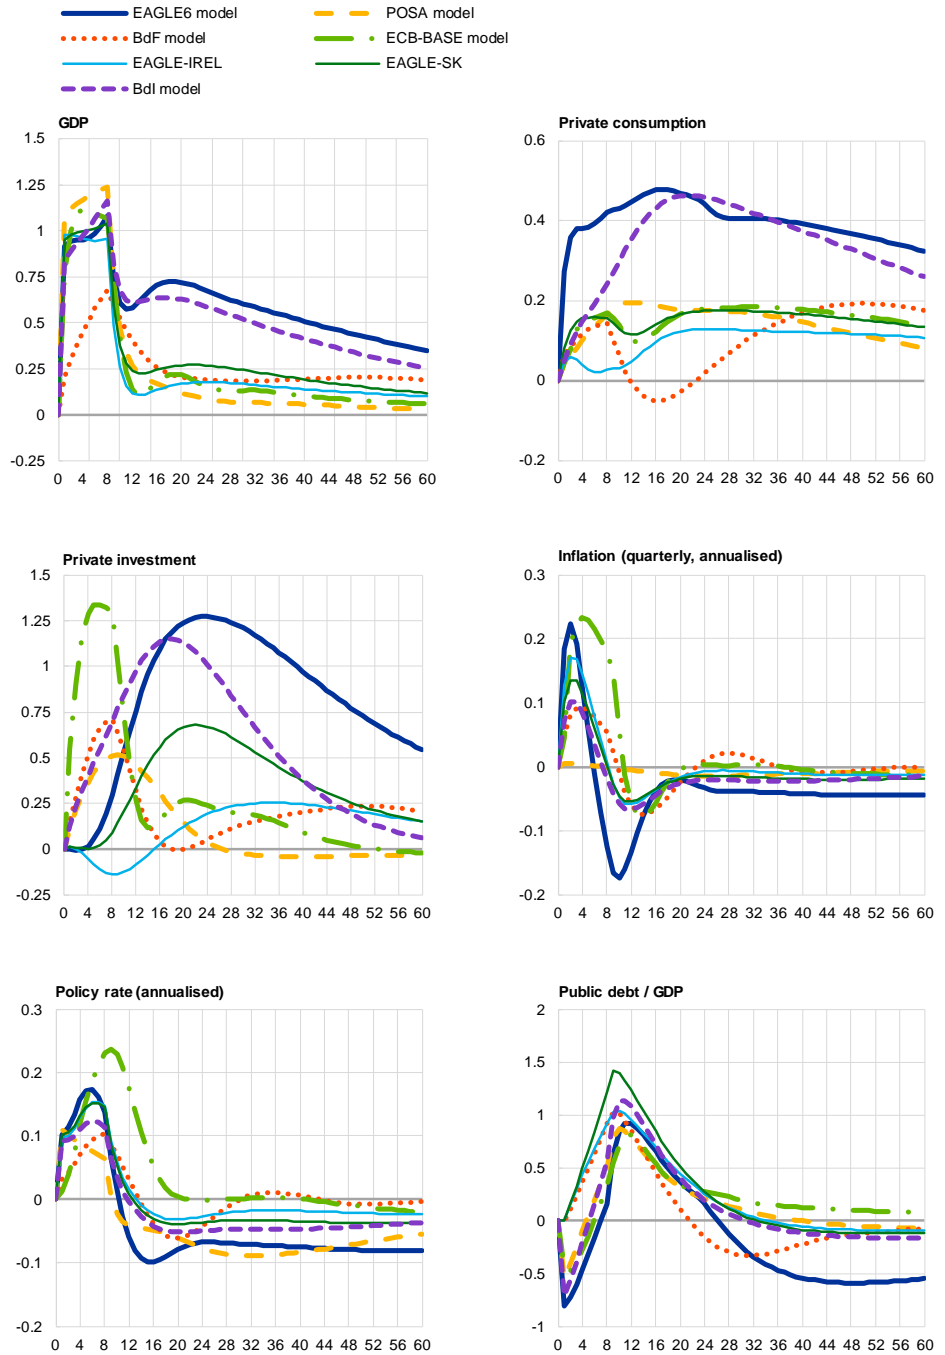 EAGLE6 model
POSA model
BdF model
ECB-BASE model
EAGLE-IREL
EAGLE-SK
BdI model
GDP
1.5
1.25
1
0.75
0.5
0.25
0
-0.25
0 4 8 12 16 20 24 28 32 36 40 44 48 52 56 60
Private consumption
0.6
0.4
0.2
0
-0.2
0 4 8 12 16 20 24 28 32 36 40 44 48 52 56 60
Private investment
1.5
1.25
1
0.75
0.5
0.25
0
-0.25
0 4 8 12 16 20 24 28 32 36 40 44 48 52 56 60
Inflation (quarterly, annualised)
0.3
0.2
0.1
0
-0.1
-0.2
0 4 8 12 16 20 24 28 32 36 40 44 48 52 56 60
Policy rate (annualised)
0.3
0.2
0.1
0
-0.1
-0.2
0 4 8 12 16 20 24 28 32 36 40 44 48 52 56 60
Public debt / GDP
2
1.5
1
0.5
0
-0.5
-1
0 4 8 12 16 20 24 28 32 36 40 44 48 52 56 60